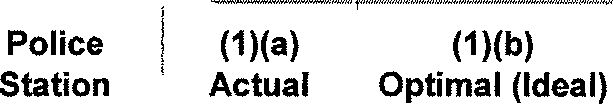 Police (1)(a) (1)(b)
Station Actual Optimal (Ideal)